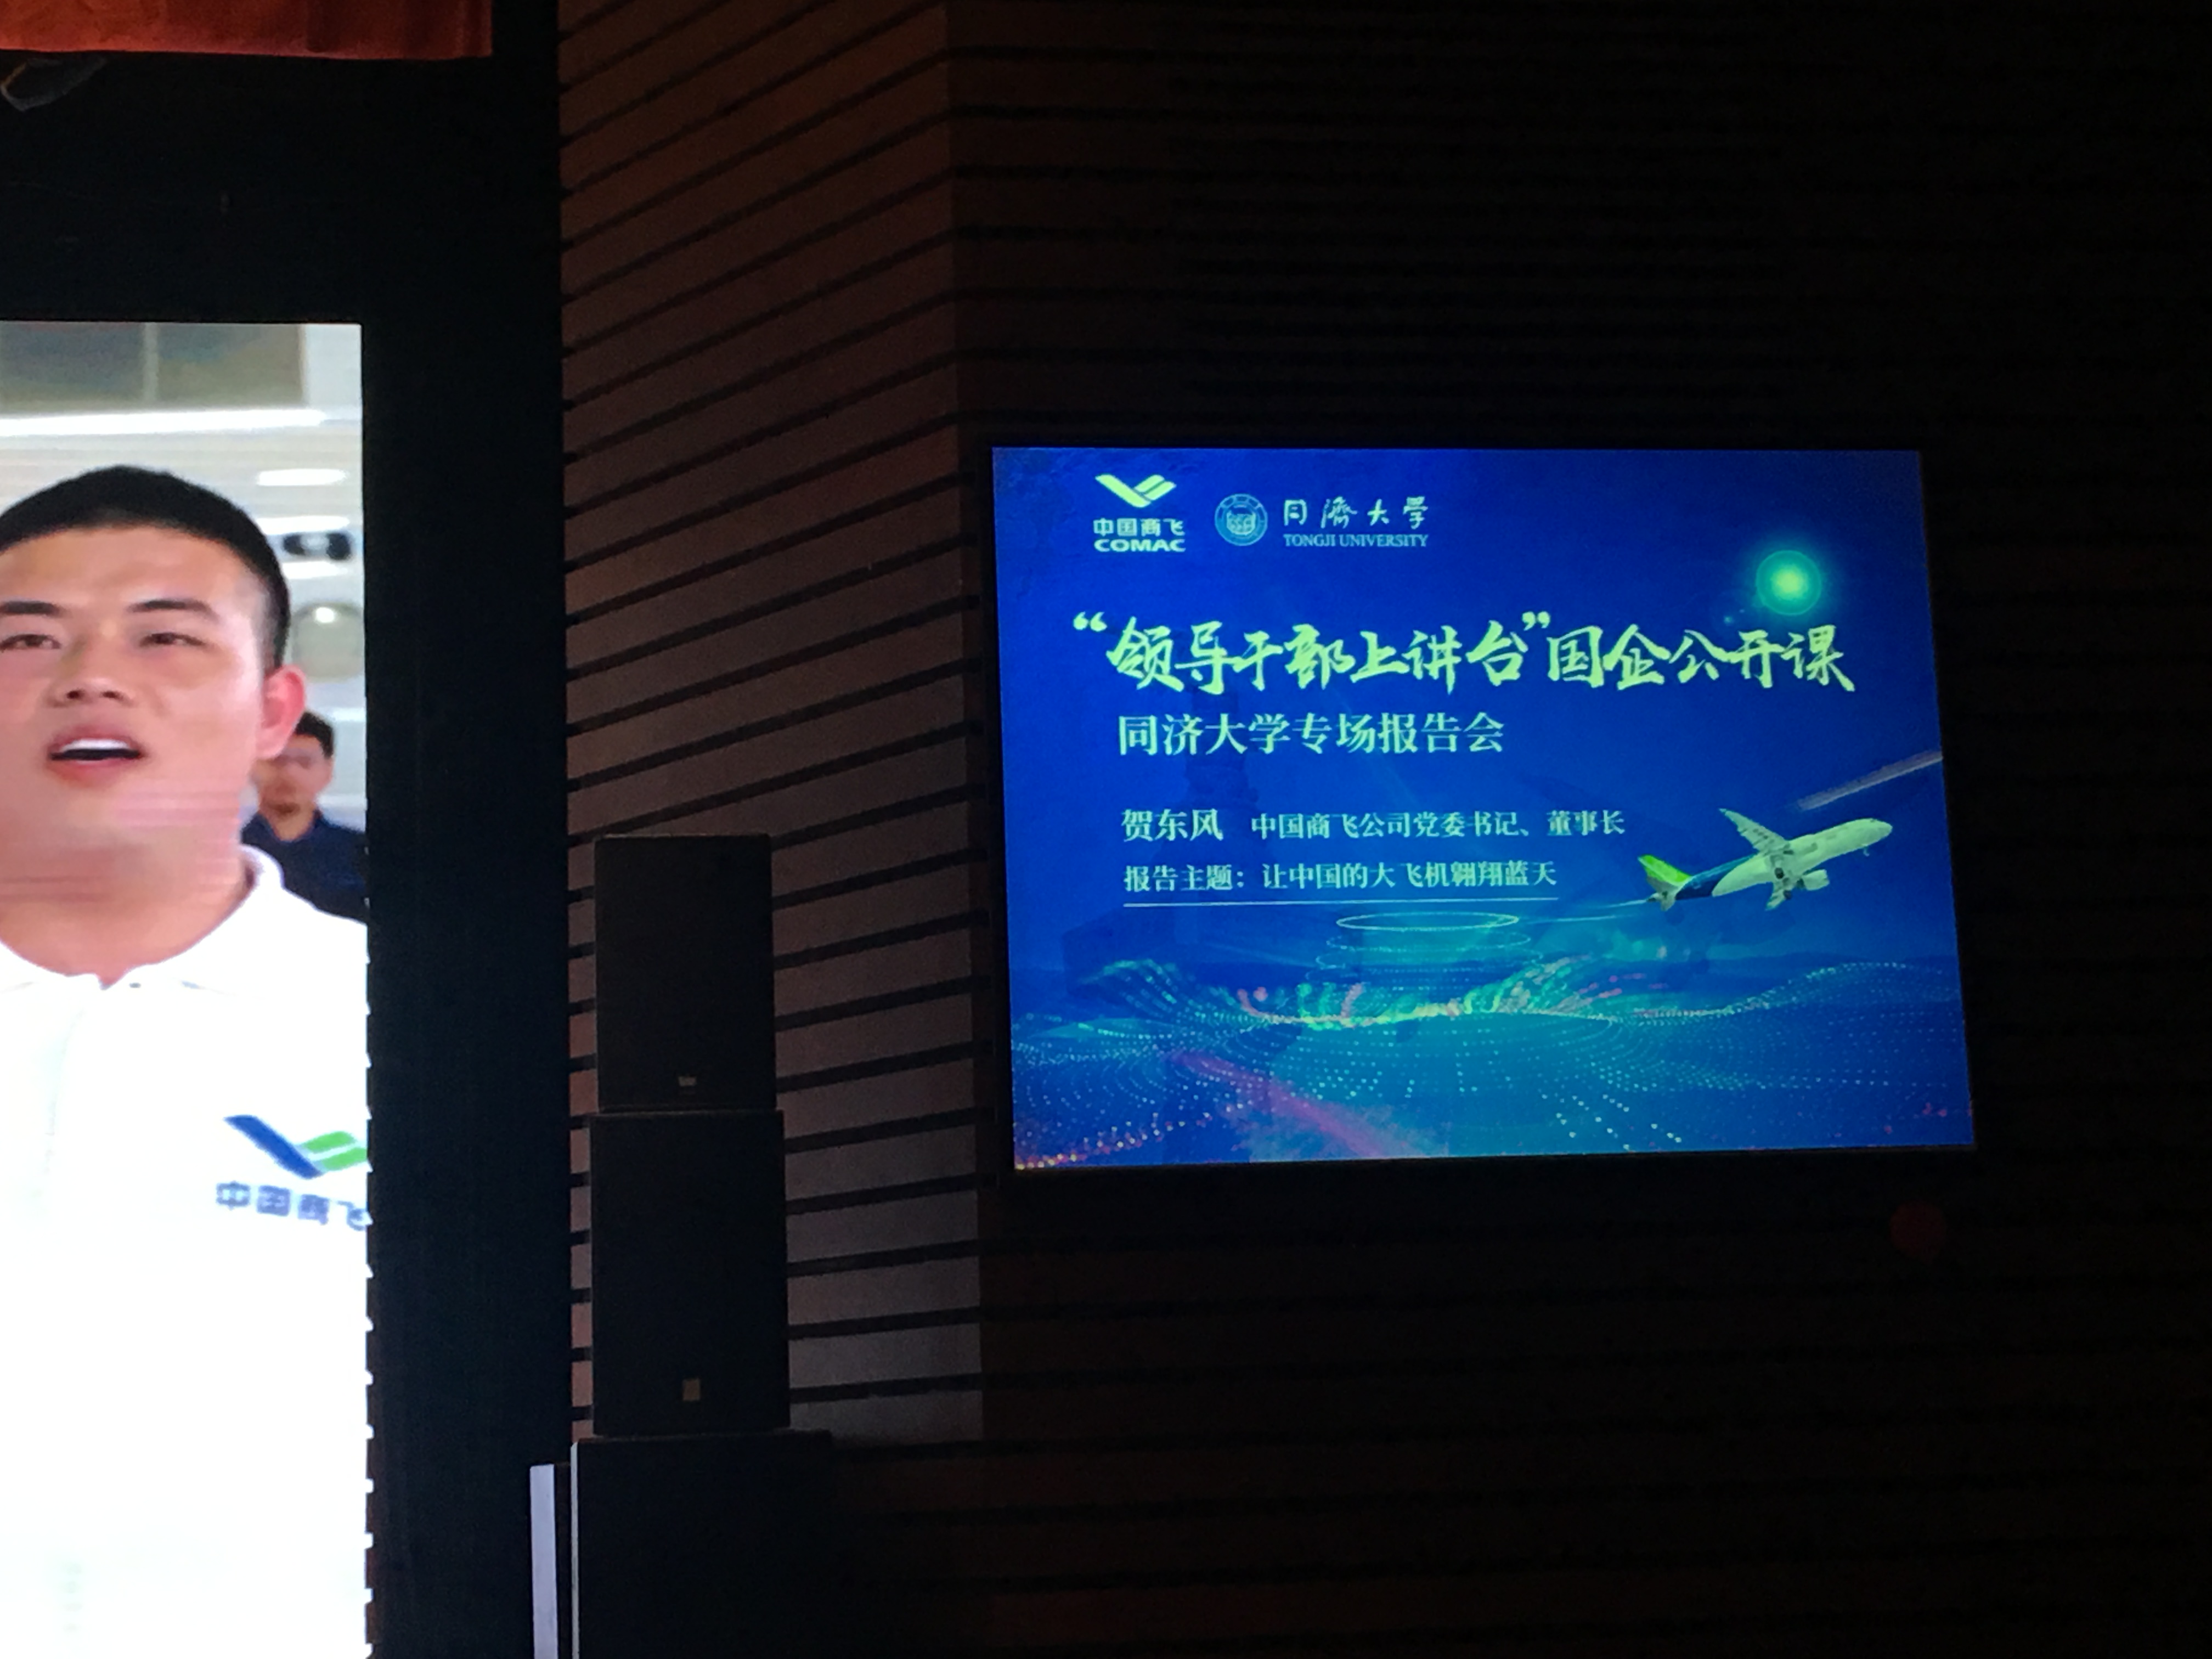 中国商飞
COMAC
同濟大学
TONGJI UNIVERSITY
“领导干部上讲台”国企公开课
同济大学专场报告会
贺东风 中国商飞公司党委书记、董事长
报告主题：让中国的大飞机翱翔蓝天
中国商飞